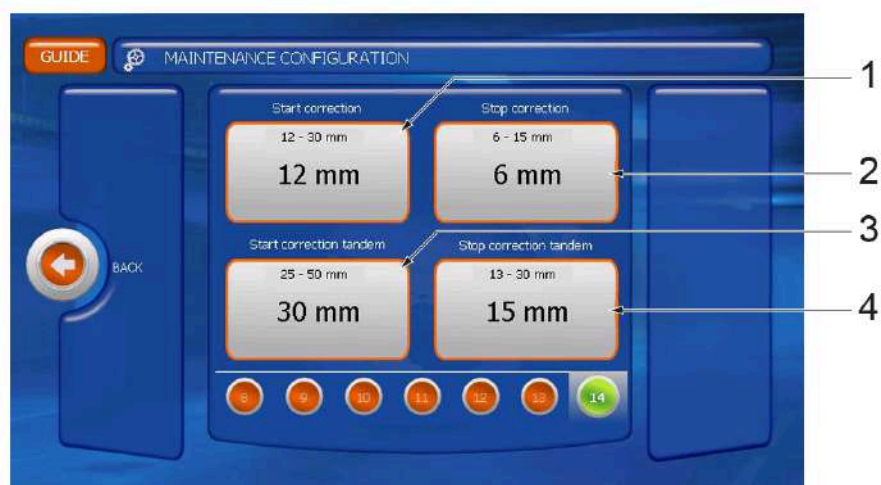 GUIDE
MAINTENANCE CONFIGURATION
1
Start correction
Stop correction
12 - 30 mm
6 - 15 mm
12 mm
6 mm
2
3
Start correction tandem
Stop correction tandem
BACK
25 - 50 mm
13 - 30 mm
30 mm
15 mm
4
8
9
10
11
12
13
14